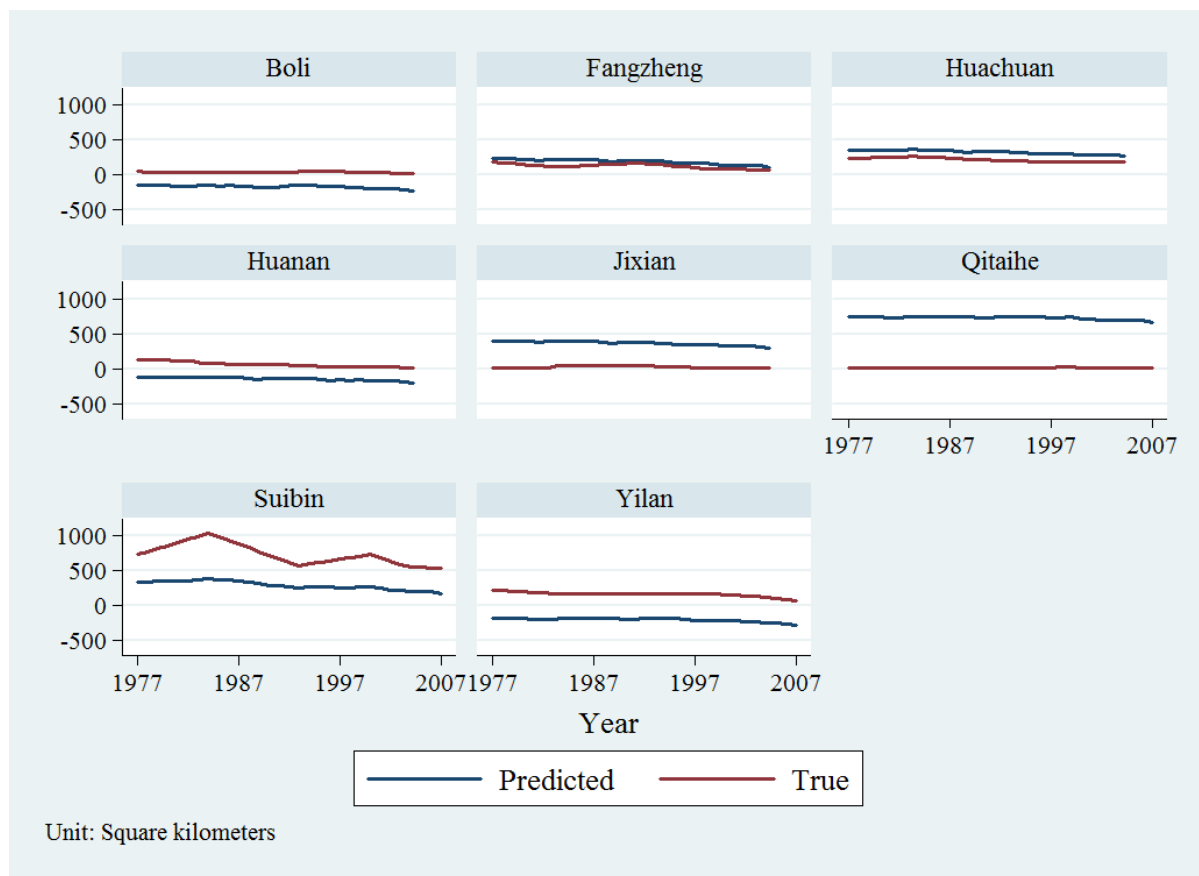 Boli Fangzheng Huachuan
1000
500
0
-500
Huanan Jixian Qitaihe
1000
500
0
-500
1977 1987 1997 2007
Suibin Yilan
1000
500
0
-500
1977 1987 1997 2007 1977 1987 1997 2007
Year
Predicted True
Unit: Square kilometers